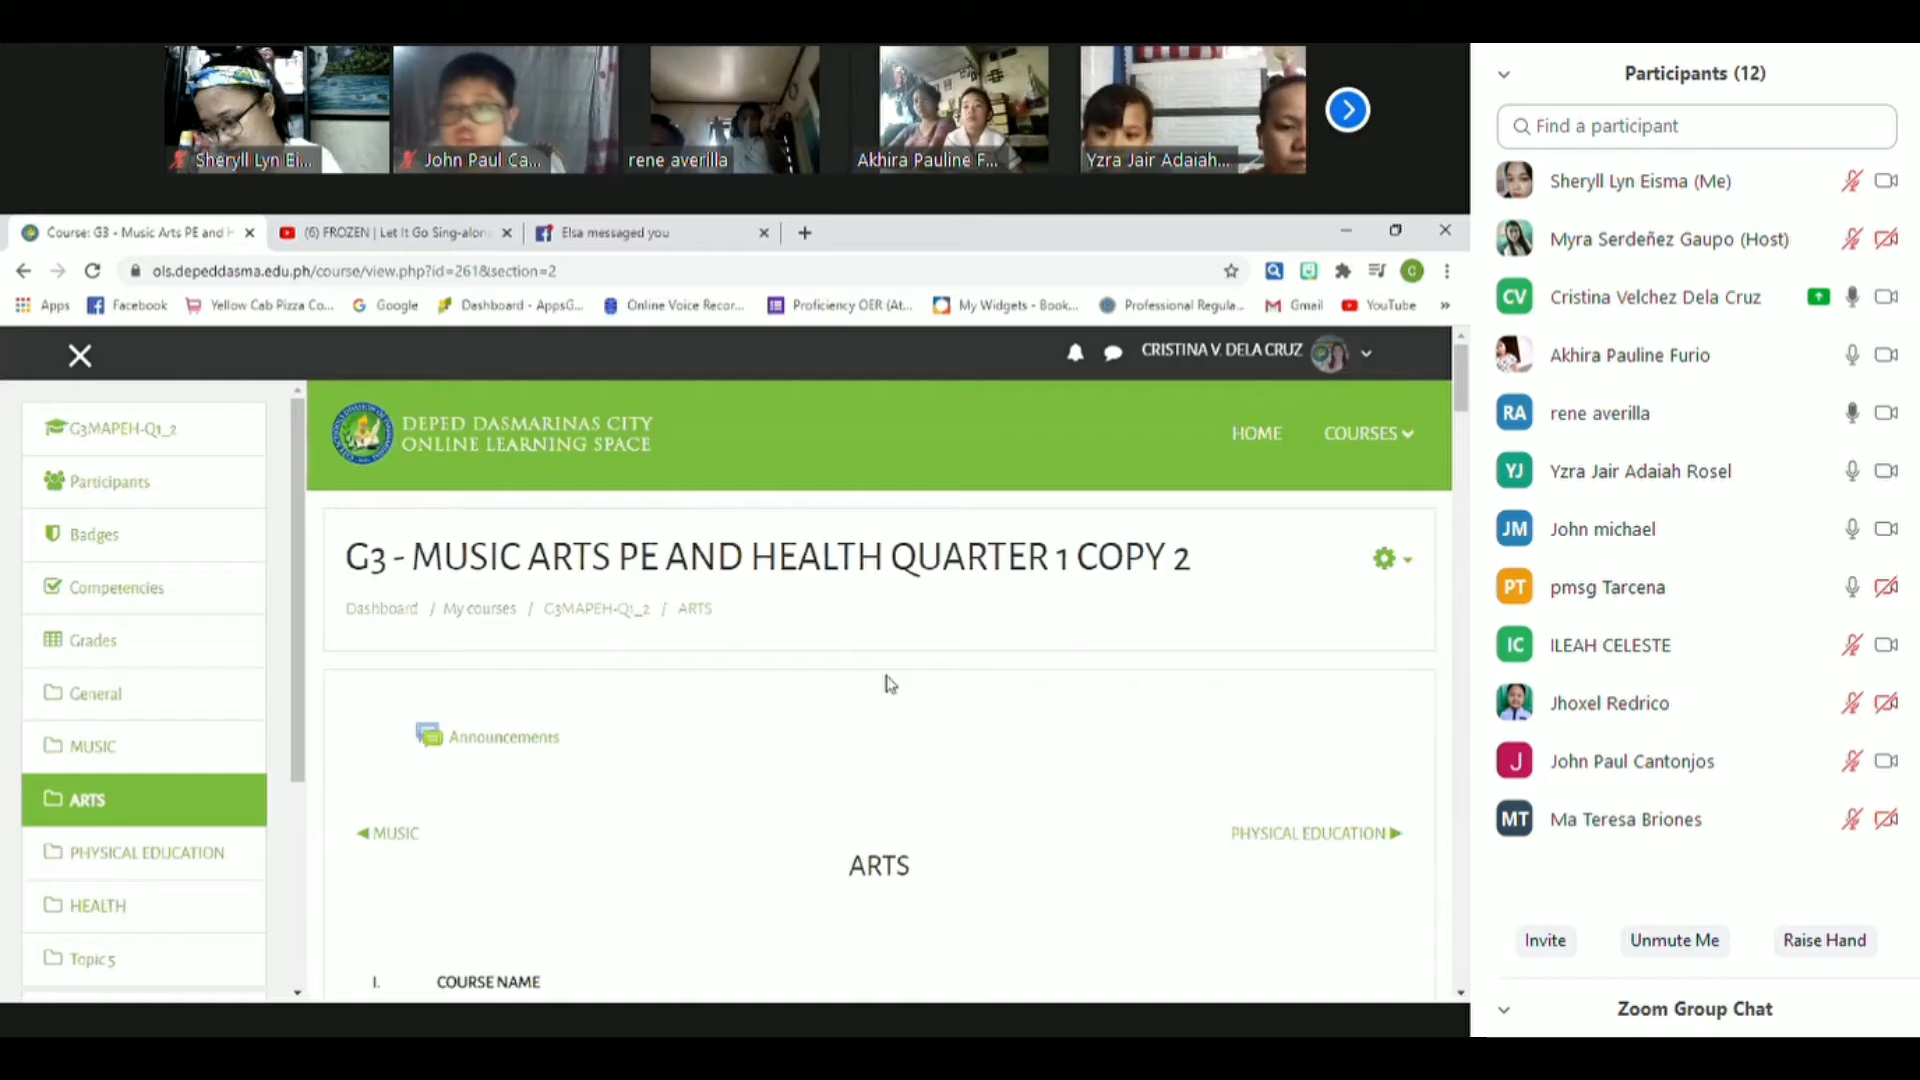 Sheryll Lyn Ei...
John Paul Ca...
rene averilla
Akhira Pauline F...
Yzra Jair Adaiah...
Course: G3 - Music Arts PE and H
(6) FROZEN | Let It Go Sing-along
Elsa messaged you
ols.depeddasma.edu.ph/course/view.php?id=261&section=2
Apps Facebook Yellow Cab Pizza Co... Google Dashboard - AppsG... Online Voice Recor... Proficiency OER (At... My Widgets - Book... Professional Regula... Gmail YouTube »
CRISTINA V. DELA CRUZ
G3MAPEH-Q1_2
Participants
Badges
Competencies
Grades
General
MUSIC
ARTS
PHYSICAL EDUCATION
HEALTH
Topic 5
DEPED DASMARINAS CITY
ONLINE LEARNING SPACE
HOME COURSES
G3 - MUSIC ARTS PE AND HEALTH QUARTER 1 COPY 2
Dashboard / My courses / G3MAPEH-Q1_2 / ARTS
Announcements
◀ MUSIC
PHYSICAL EDUCATION ▶
ARTS
I. COURSE NAME
Participants (12)
Find a participant
Sheryll Lyn Eisma (Me)
Myra Serdeñez Gaupo (Host)
CV Cristina Velchez Dela Cruz
Akhira Pauline Furio
RA rene averilla
YJ Yzra Jair Adaiah Rosel
JM John michael
PT pmsg Tarcena
IC ILEAH CELESTE
Jhoxel Redrico
J John Paul Cantonjos
MT Ma Teresa Briones
Invite Unmute Me Raise Hand
Zoom Group Chat